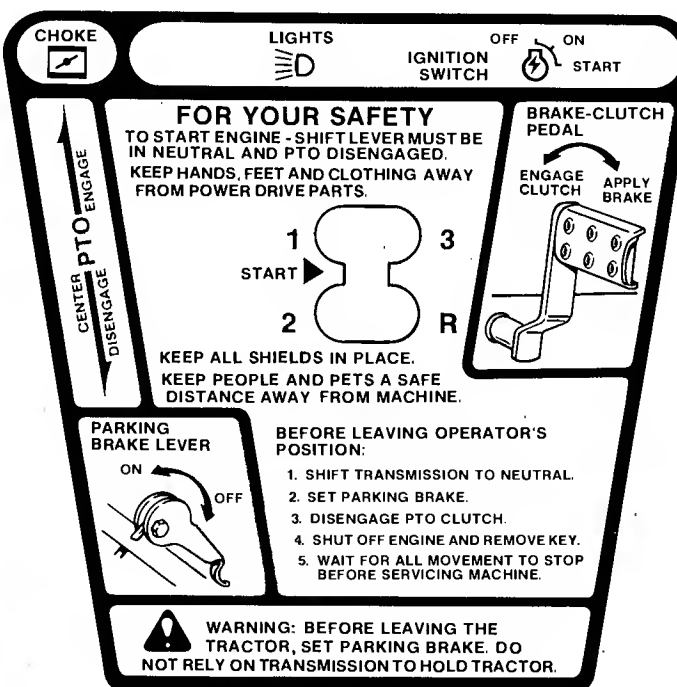 CHOKE
LIGHTS
IGNITION
SWITCH
OFF
ON
START
CENTER PTO ENGAGE
DISENGAGE
FOR YOUR SAFETY
TO START ENGINE - SHIFT LEVER MUST BE
IN NEUTRAL AND PTO DISENGAGED.
KEEP HANDS, FEET AND CLOTHING AWAY
FROM POWER DRIVE PARTS.
1 3
START
2 R
KEEP ALL SHIELDS IN PLACE.
KEEP PEOPLE AND PETS A SAFE
DISTANCE AWAY FROM MACHINE.
BRAKE-CLUTCH
PEDAL
ENGAGE
CLUTCH
APPLY
BRAKE
PARKING
BRAKE LEVER
ON
OFF
BEFORE LEAVING OPERATOR'S
POSITION:
1. SHIFT TRANSMISSION TO NEUTRAL.
2. SET PARKING BRAKE.
3. DISENGAGE PTO CLUTCH.
4. SHUT OFF ENGINE AND REMOVE KEY.
5. WAIT FOR ALL MOVEMENT TO STOP
BEFORE SERVICING MACHINE.
WARNING: BEFORE LEAVING THE
TRACTOR, SET PARKING BRAKE. DO
NOT RELY ON TRANSMISSION TO HOLD TRACTOR.